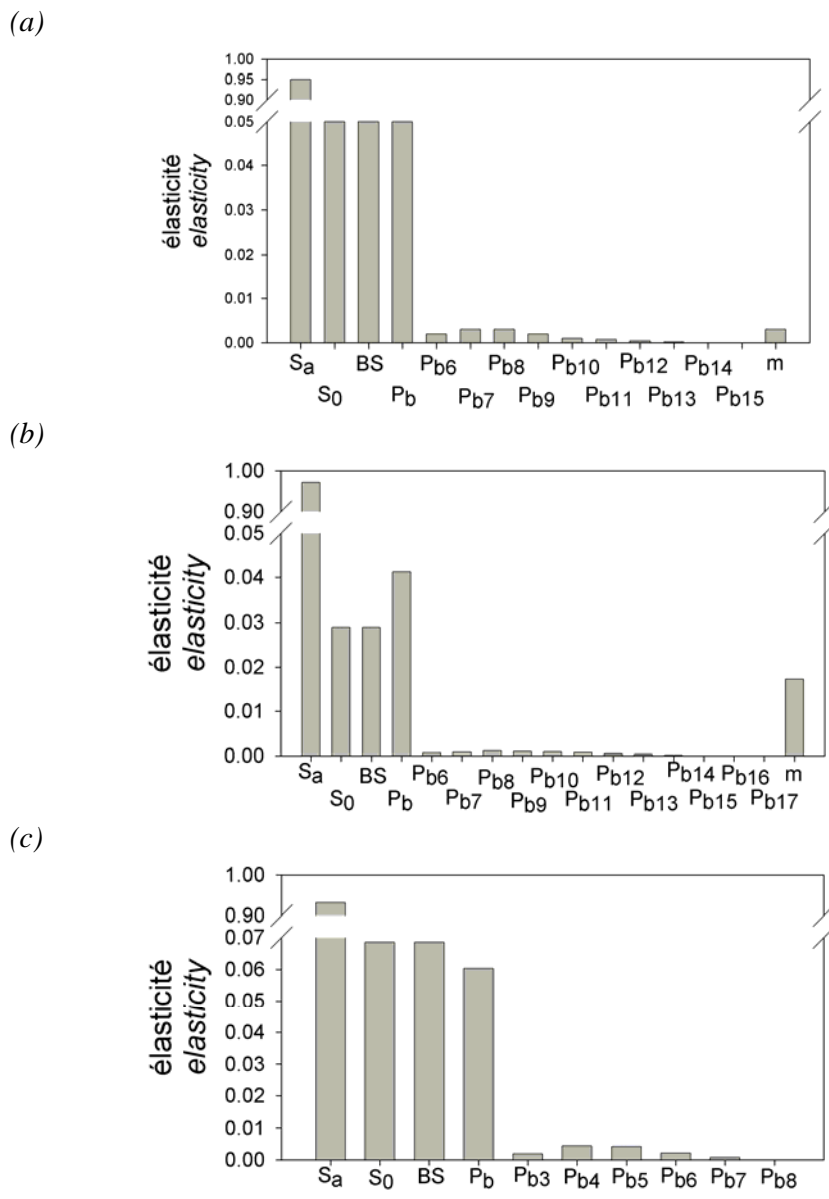 (a)
1.00
0.95
0.90
0.05
0.04
0.03
0.02
0.01
0.00
élasticité
elasticity
Sa BS Pb6 Pb8 Pb10 Pb12 Pb14 m
S0 Pb Pb7 Pb9 Pb11 Pb13 Pb15
(b)
1.00
0.90
0.05
0.04
0.03
0.02
0.01
0.00
élasticité
elasticity
Sa BS Pb6 Pb8 Pb10 Pb12 Pb14 Pb16 m
S0 Pb Pb7 Pb9 Pb11 Pb13 Pb15 Pb17
(c)
1.00
0.90
0.07
0.06
0.05
0.04
0.03
0.02
0.01
0.00
élasticité
elasticity
Sa S0 BS Pb Pb3 Pb4 Pb5 Pb6 Pb7 Pb8